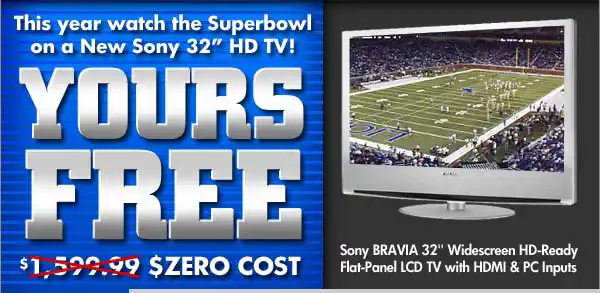 This year watch the Superbowl
on a New Sony 32” HD TV!
YOURS
FREE
$1,599.99 $ZERO COST
Sony BRAVIA 32" Widescreen HD-Ready
Flat-Panel LCD TV with HDMI & PC Inputs